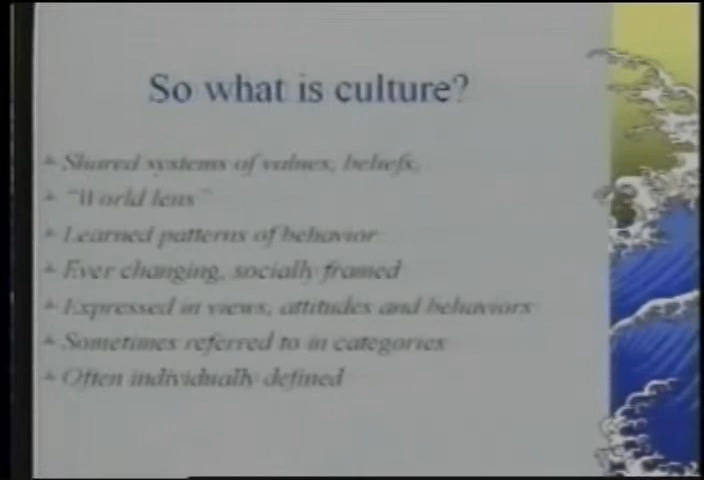 So what is culture?
Shared systems of values, beliefs,
"World lens"
Learned patterns of behavior
Ever changing, socially framed
Expressed in views, attitudes and behaviors
Sometimes referred to in categories
Often individually defined